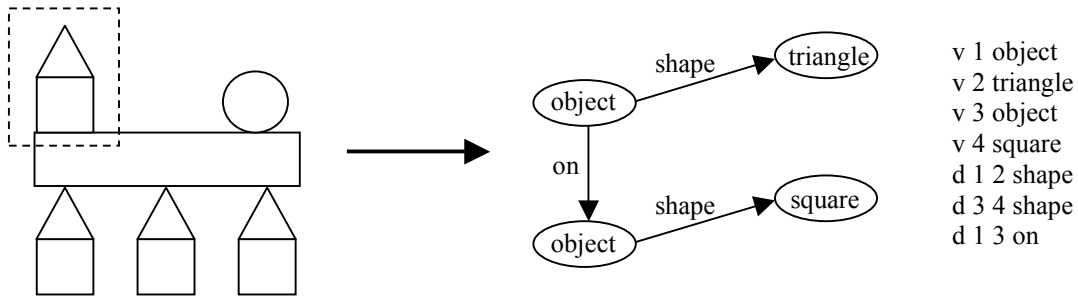 shape
triangle
object
on
shape
square
object
v 1 object
v 2 triangle
v 3 object
v 4 square
d 1 2 shape
d 3 4 shape
d 1 3 on